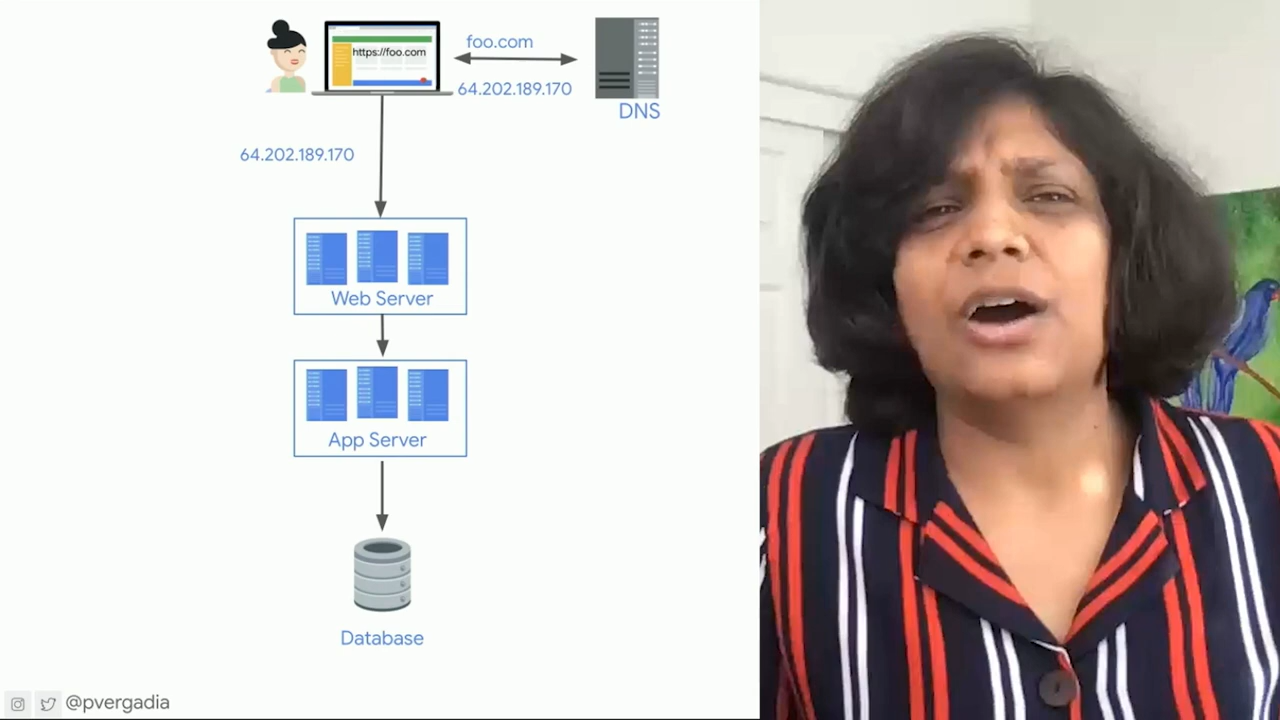 https://foo.com
foo.com
64.202.189.170
DNS
64.202.189.170
Web Server
App Server
Database
@pvergadia